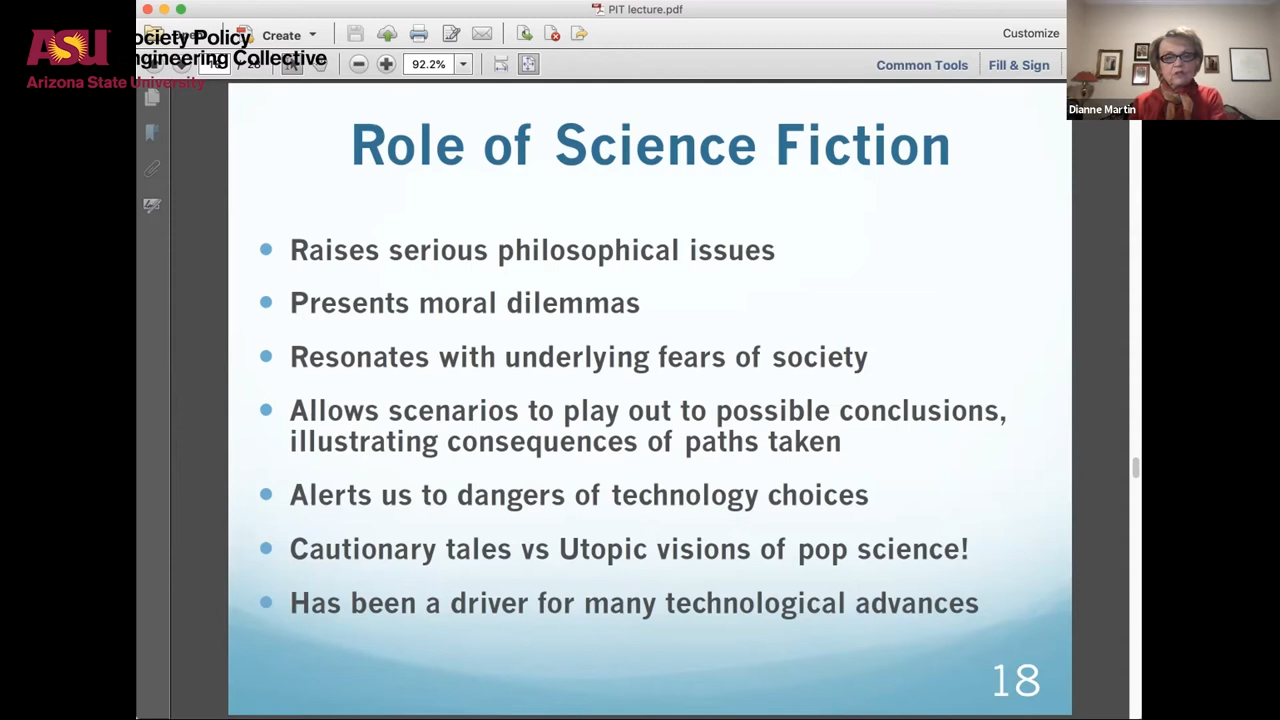 PIT lecture.pdf
Create
Customize
92.2%
Common Tools
Fill & Sign
ASU
Arizona State University
ociety Policy
ngineering Collective
Dianne Martin
Role of Science Fiction
Raises serious philosophical issues
Presents moral dilemmas
Resonates with underlying fears of society
Allows scenarios to play out to possible conclusions,
illustrating consequences of paths taken
Alerts us to dangers of technology choices
Cautionary tales vs Utopic visions of pop science!
Has been a driver for many technological advances
18